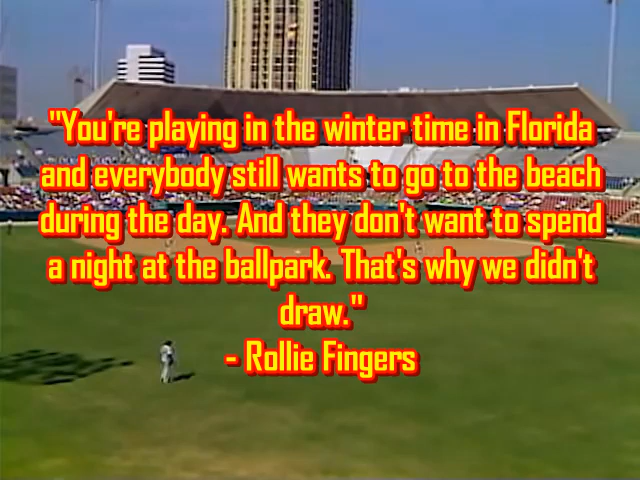 "You're playing in the winter time in Florida
and everybody still wants to go to the beach
during the day. And they don't want to spend
a night at the ballpark. That's why we didn't
draw."
- Rollie Fingers